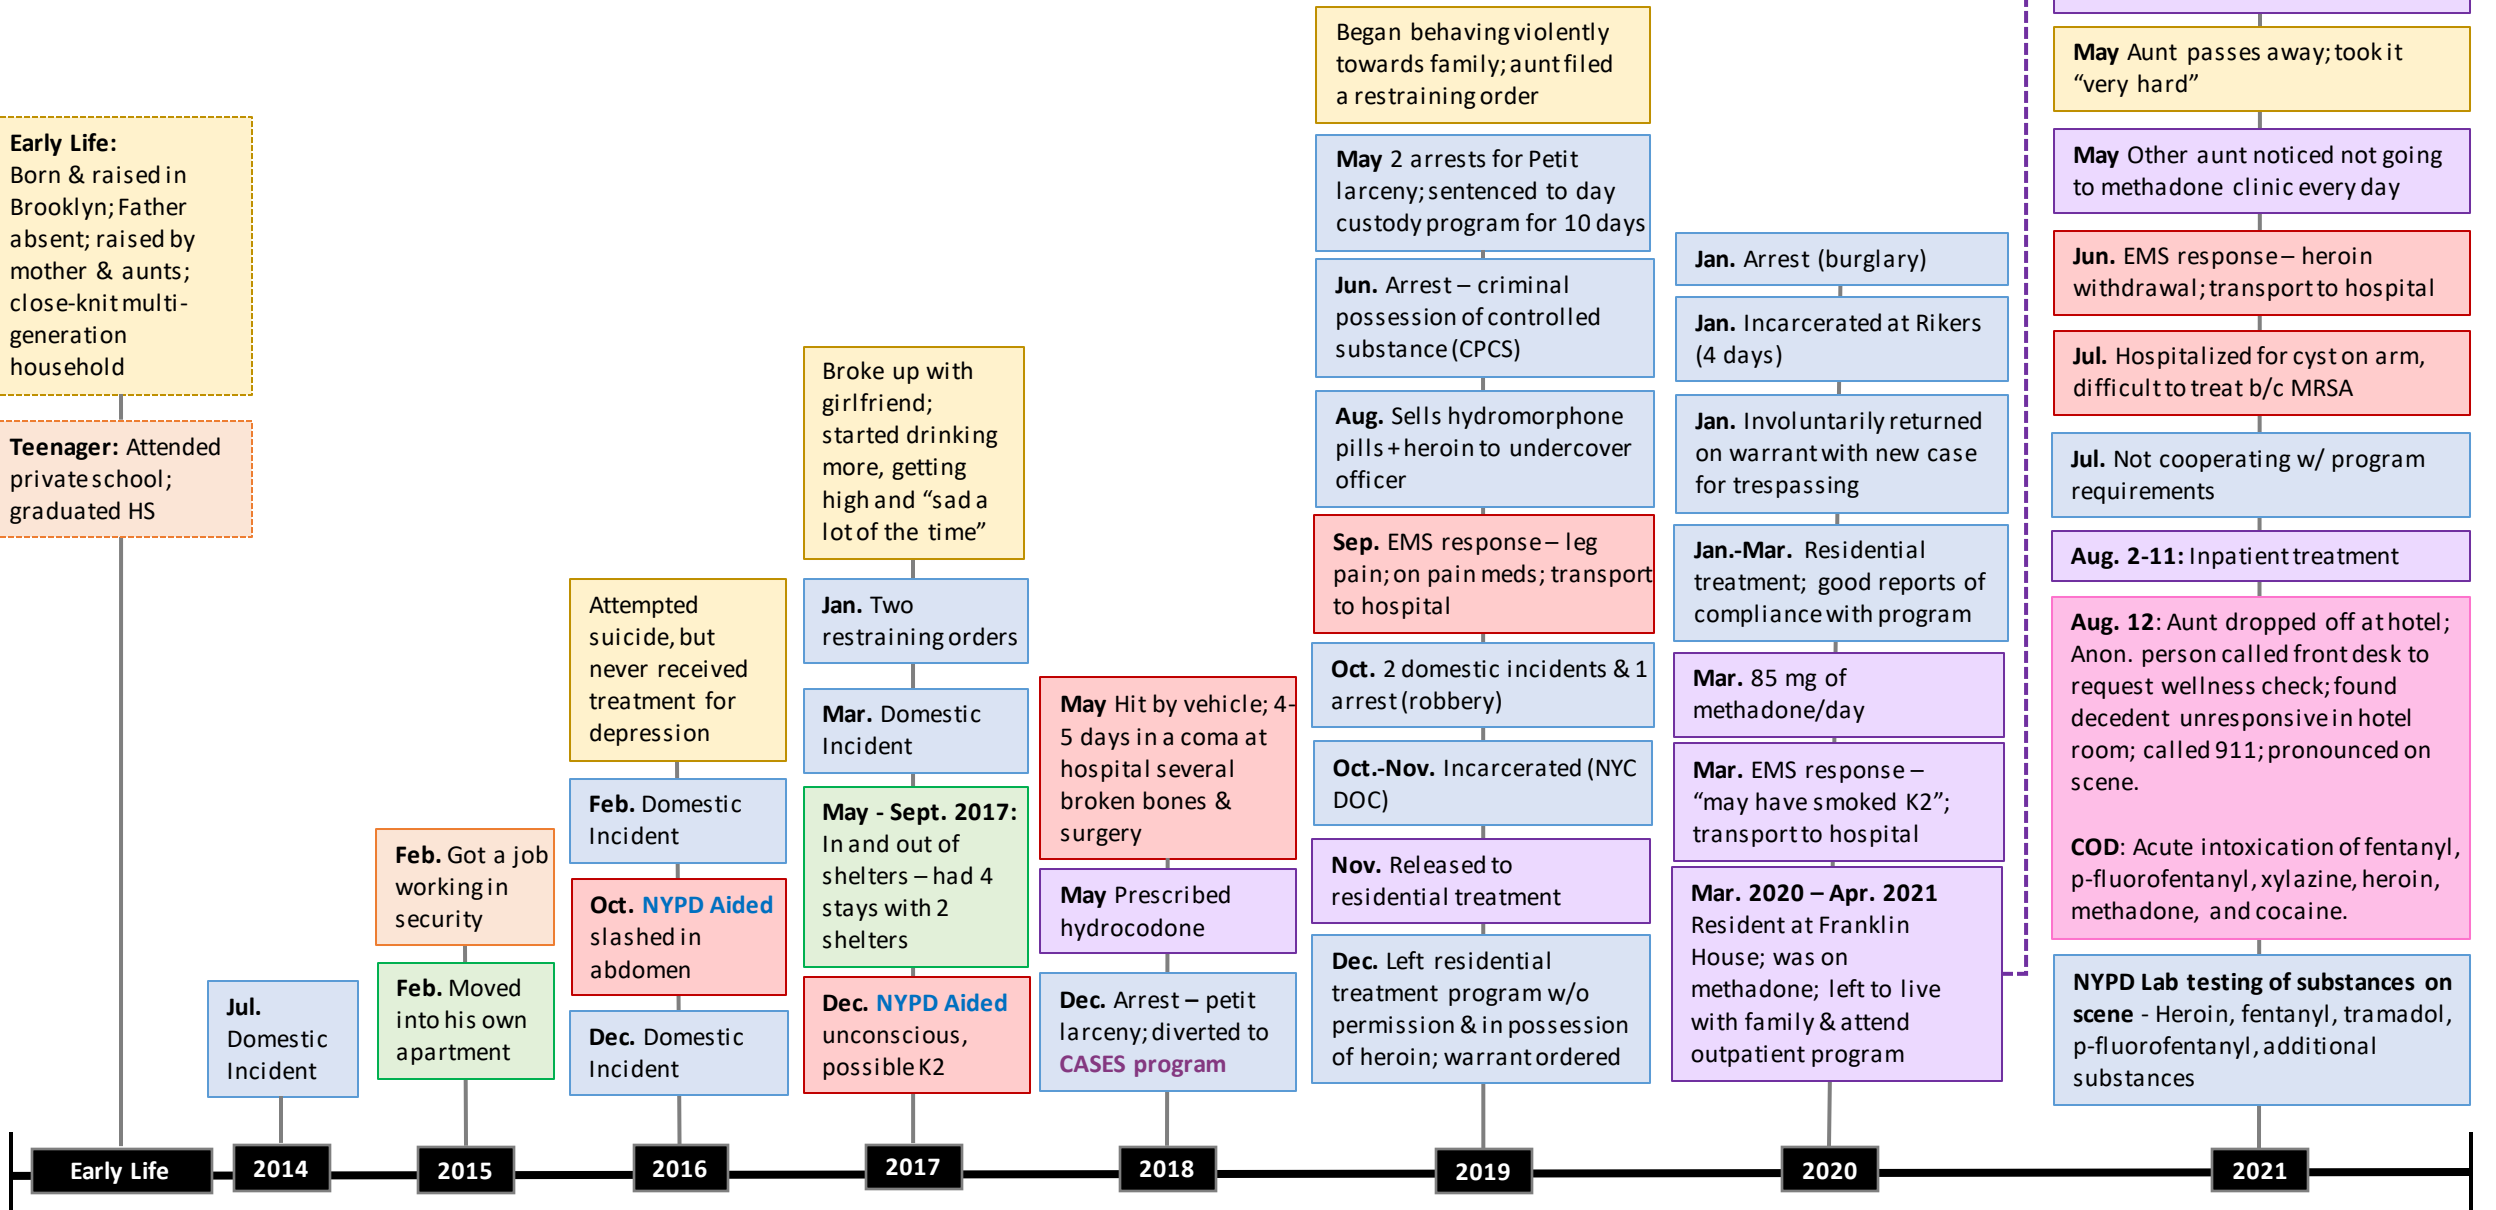 Early Life:
Born & raised in
Brooklyn; Father
absent; raised by
mother & aunts;
close-knit multi-
generation
household
Teenager: Attended
private school;
graduated HS
Early Life
Jul.
Domestic
Incident
2014
Feb. Got a job
working in
security
Feb. Moved
into his own
apartment
2015
Attempted
suicide, but
never received
treatment for
depression
Feb. Domestic
Incident
Oct. NYPD Aided
slashed in
abdomen
Dec. Domestic
Incident
2016
Broke up with
girlfriend;
started drinking
more, getting
high and “sad a
lot of the time”
Jan. Two
restraining orders
Mar. Domestic
Incident
May - Sept. 2017:
In and out of
shelters – had 4
stays with 2
shelters
Dec. NYPD Aided
unconscious,
possible K2
2017
May Hit by vehicle; 4-
5 days in a coma at
hospital several
broken bones &
surgery
May Prescribed
hydrocodone
Dec. Arrest – petit
larceny; diverted to
CASES program
2018
Began behaving violently
towards family; aunt filed
a restraining order
May 2 arrests for Petit
larceny; sentenced to day
custody program for 10 days
Jun. Arrest – criminal
possession of controlled
substance (CPCS)
Aug. Sells hydromorphone
pills + heroin to undercover
officer
Sep. EMS response – leg
pain; on pain meds; transport
to hospital
Oct. 2 domestic incidents & 1
arrest (robbery)
Oct.-Nov. Incarcerated (NYC
DOC)
Nov. Released to
residential treatment
Dec. Left residential
treatment program w/o
permission & in possession
of heroin; warrant ordered
2019
Jan. Arrest (burglary)
Jan. Incarcerated at Rikers
(4 days)
Jan. Involuntarily returned
on warrant with new case
for trespassing
Jan.-Mar. Residential
treatment; good reports of
compliance with program
Mar. 85 mg of
methadone/day
Mar. EMS response –
“may have smoked K2”;
transport to hospital
Mar. 2020 – Apr. 2021
Resident at Franklin
House; was on
methadone; left to live
with family & attend
outpatient program
2020
May Aunt passes away; took it
“very hard”
May Other aunt noticed not going
to methadone clinic every day
Jun. EMS response – heroin
withdrawal; transport to hospital
Jul. Hospitalized for cyst on arm,
difficult to treat b/c MRSA
Jul. Not cooperating w/ program
requirements
Aug. 2-11: Inpatient treatment
Aug. 12: Aunt dropped off at hotel;
Anon. person called front desk to
request wellness check; found
decedent unresponsive in hotel
room; called 911; pronounced on
scene.
COD: Acute intoxication of fentanyl,
p-fluorofentanyl, xylazine, heroin,
methadone, and cocaine.
NYPD Lab testing of substances on
scene - Heroin, fentanyl, tramadol,
p-fluorofentanyl, additional
substances
2021